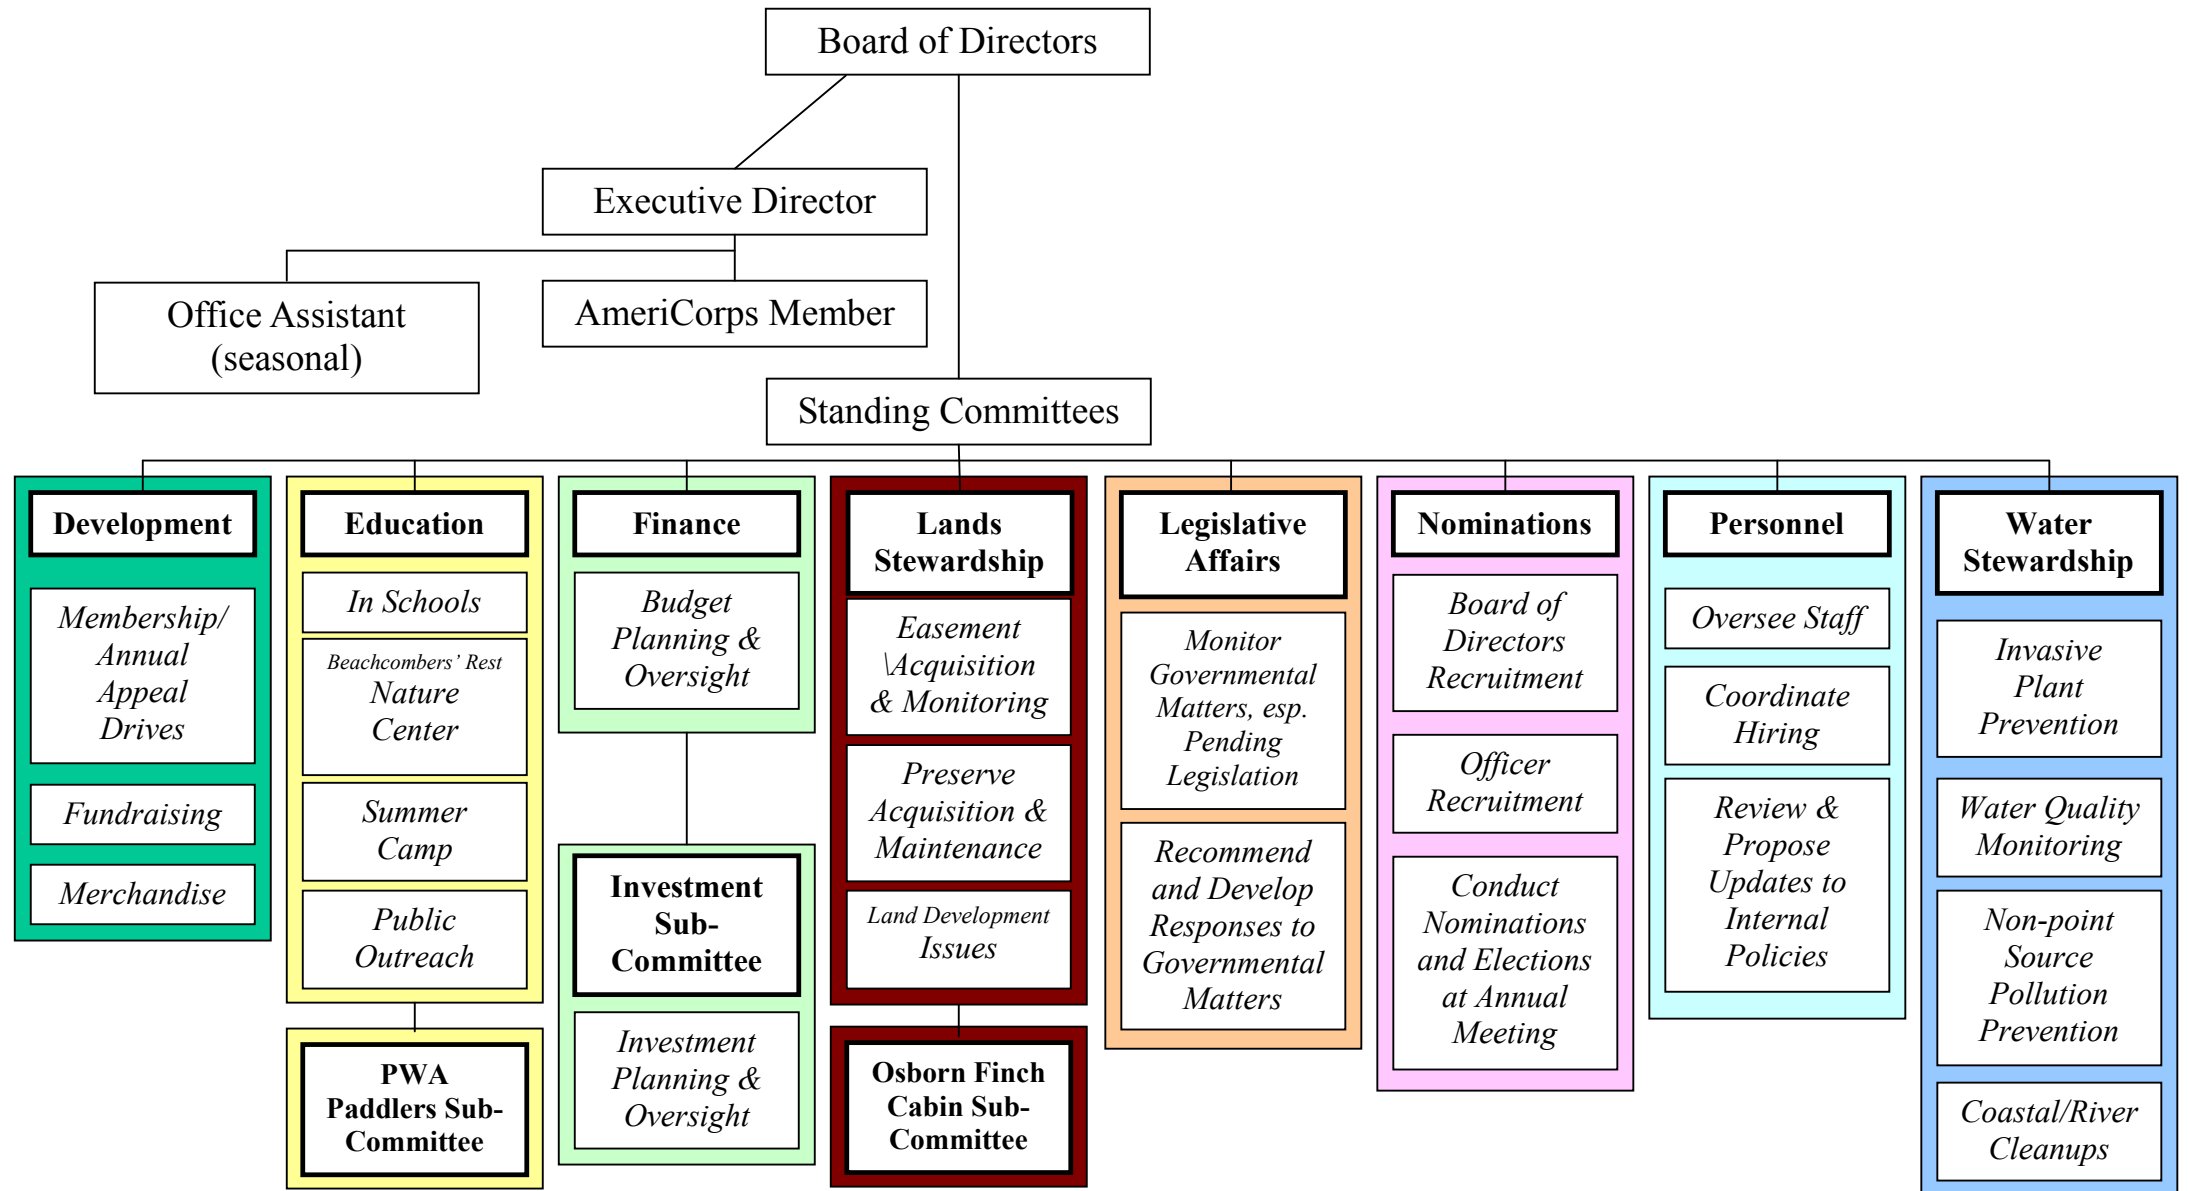 Board of Directors
Executive Director
Office Assistant
(seasonal)
AmeriCorps Member
Standing Committees
Development
Membership/
Annual
Appeal
Drives
Fundraising
Merchandise
Education
In Schools
Beachcombers’ Rest
Nature
Center
Summer
Camp
Public
Outreach
PWA
Paddlers Sub-
Committee
Finance
Budget
Planning &
Oversight
Investment
Sub-
Committee
Investment
Planning &
Oversight
Lands
Stewardship
Easement
\Acquisition
& Monitoring
Preserve
Acquisition &
Maintenance
Land Development
Issues
Osborn Finch
Cabin Sub-
Committee
Legislative
Affairs
Monitor
Governmental
Matters, esp.
Pending
Legislation
Recommend
and Develop
Responses to
Governmental
Matters
Nominations
Board of
Directors
Recruitment
Officer
Recruitment
Conduct
Nominations
and Elections
at Annual
Meeting
Personnel
Oversee Staff
Coordinate
Hiring
Review &
Propose
Updates to
Internal
Policies
Water
Stewardship
Invasive
Plant
Prevention
Water Quality
Monitoring
Non-point
Source
Pollution
Prevention
Coastal/River
Cleanups